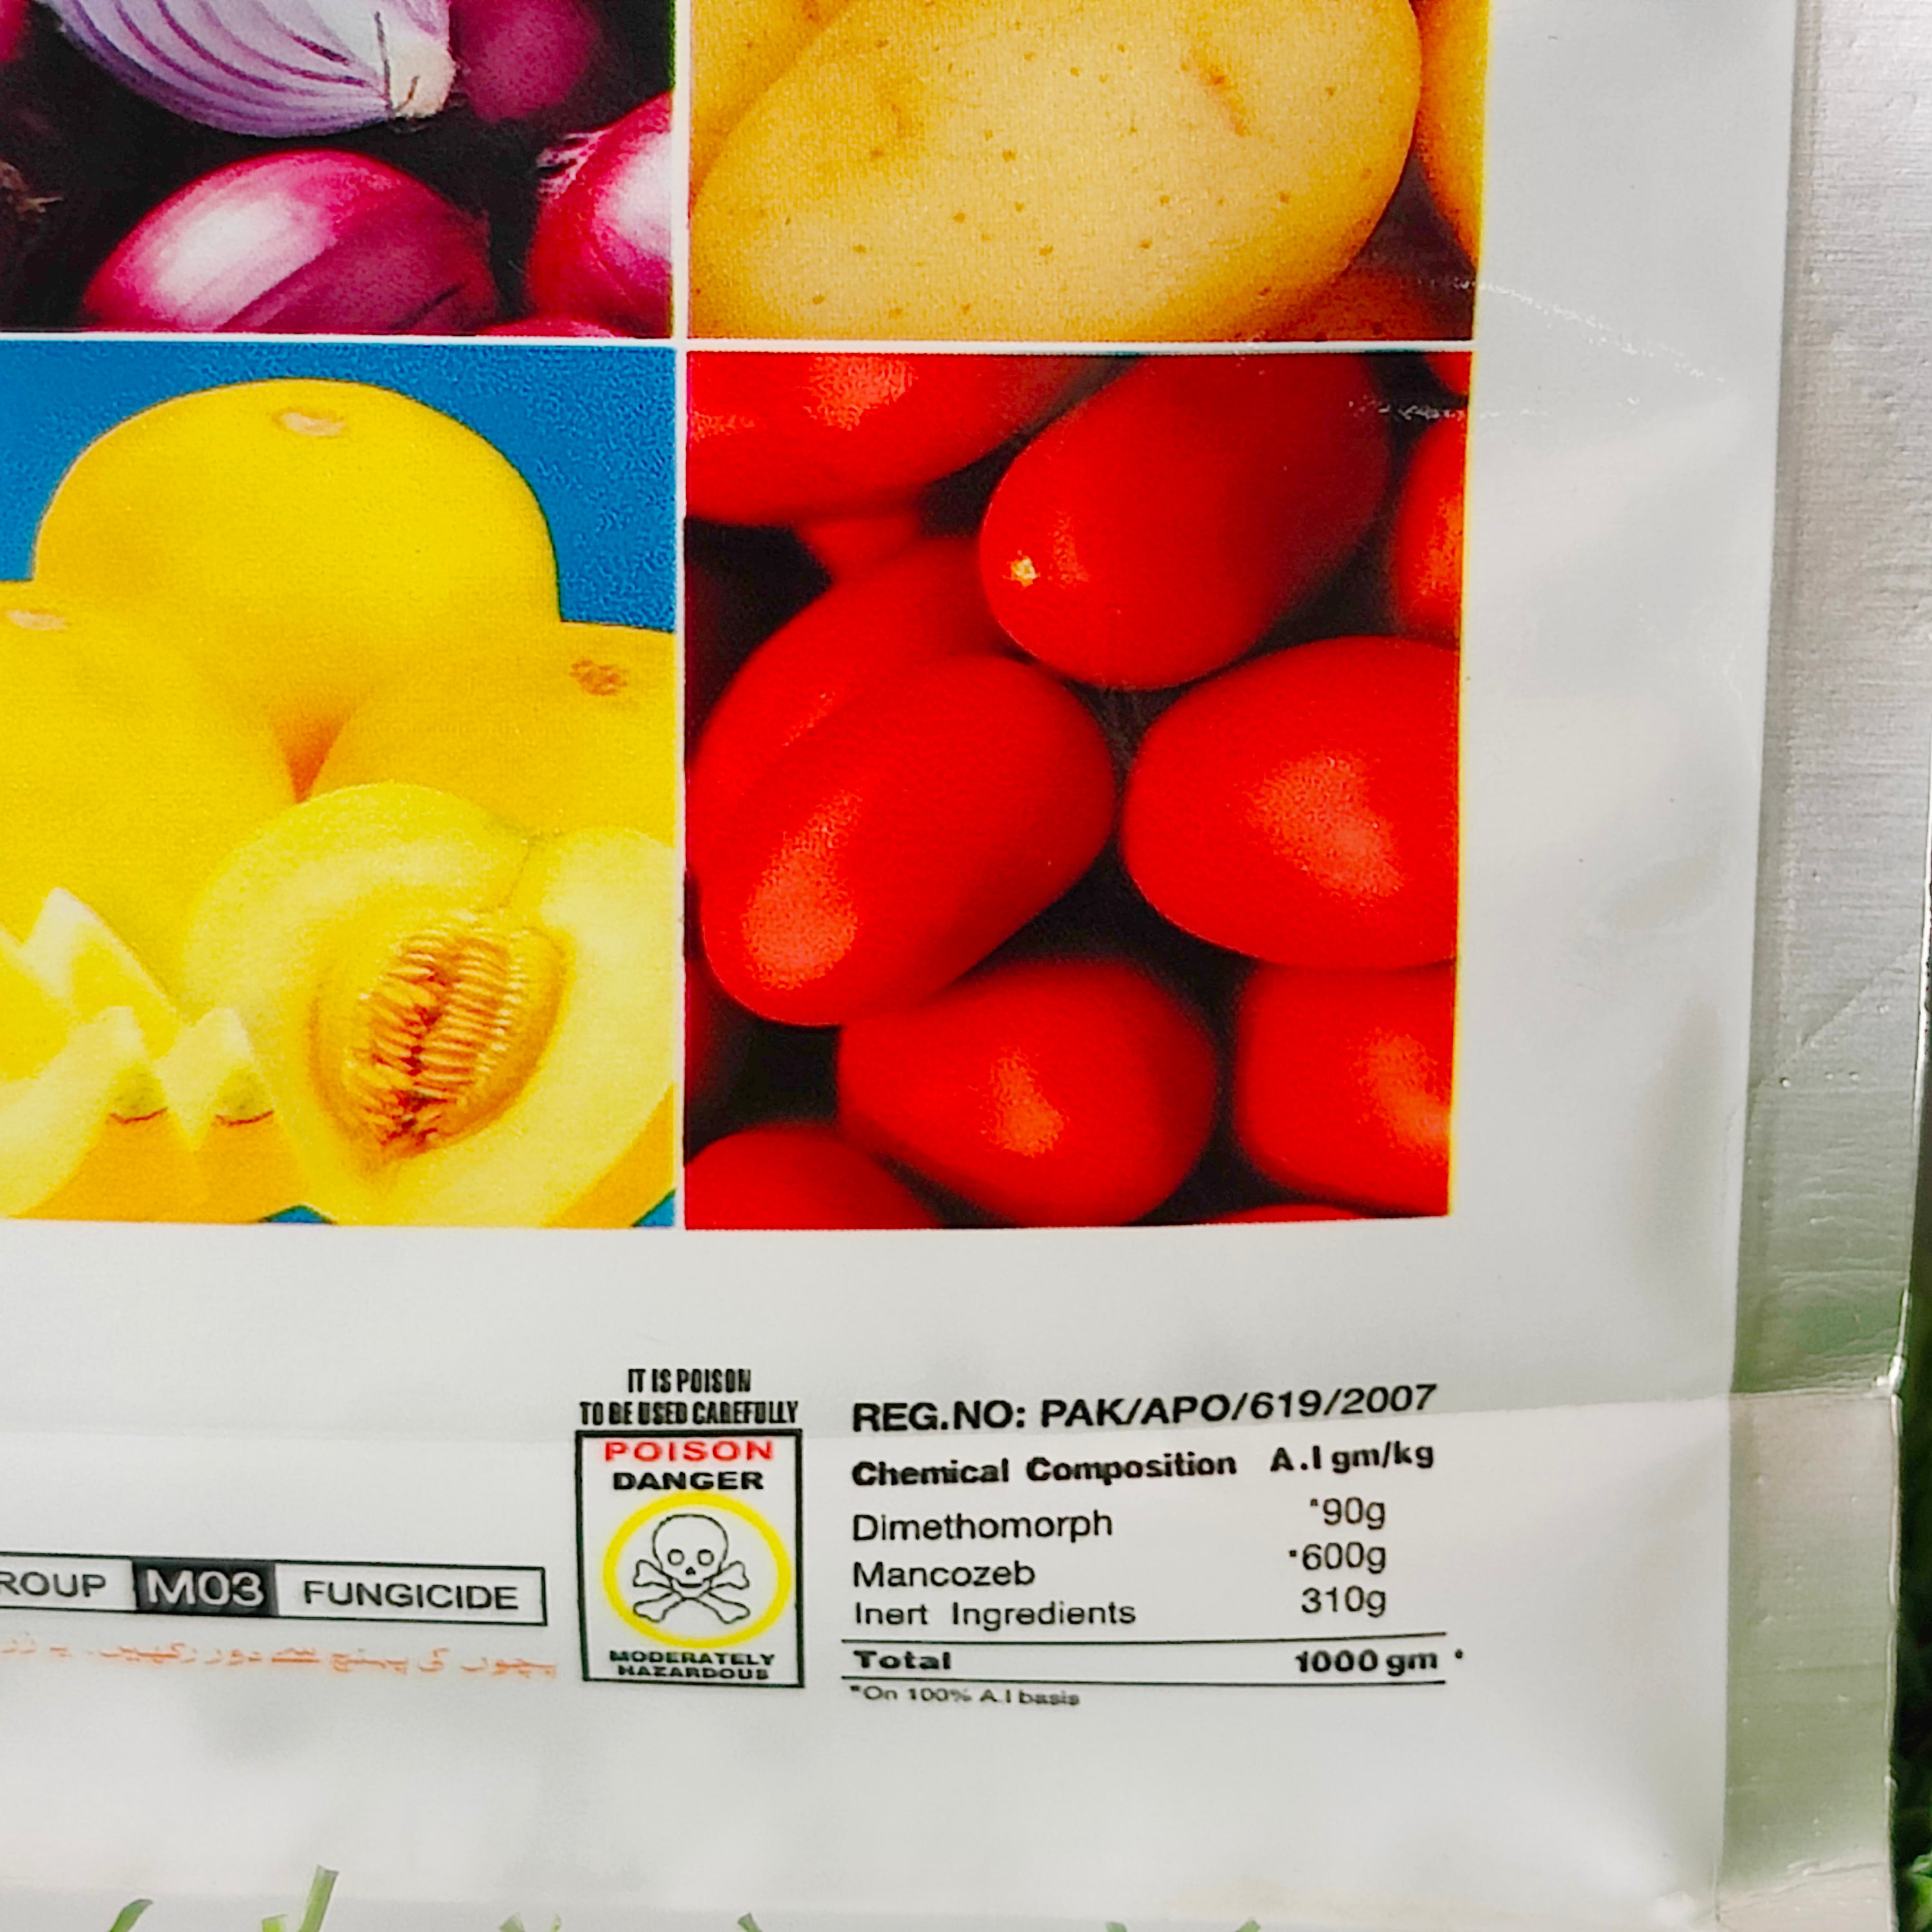 IT IS POISON
TO BE USED CAREFULLY
POISON
DANGER
MODERATELY
HAZARDOUS
REG.NO: PAK/APO/619/2007
Chemical Composition A.I gm/kg
Dimethomorph *90g
Mancozeb *600g
Inert Ingredients 310g
Total 1000 gm
*On 100% A.I basis
ROUP M03 FUNGICIDE